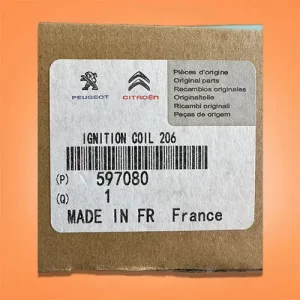 PEUGEOT
CITROËN
Pièces d'origine
Original parts
Recambios originales
Originalteile
Ricambi originali
Peças de origem
IGNITION COIL 206
(P) 597080
(Q) 1
MADE IN FR France